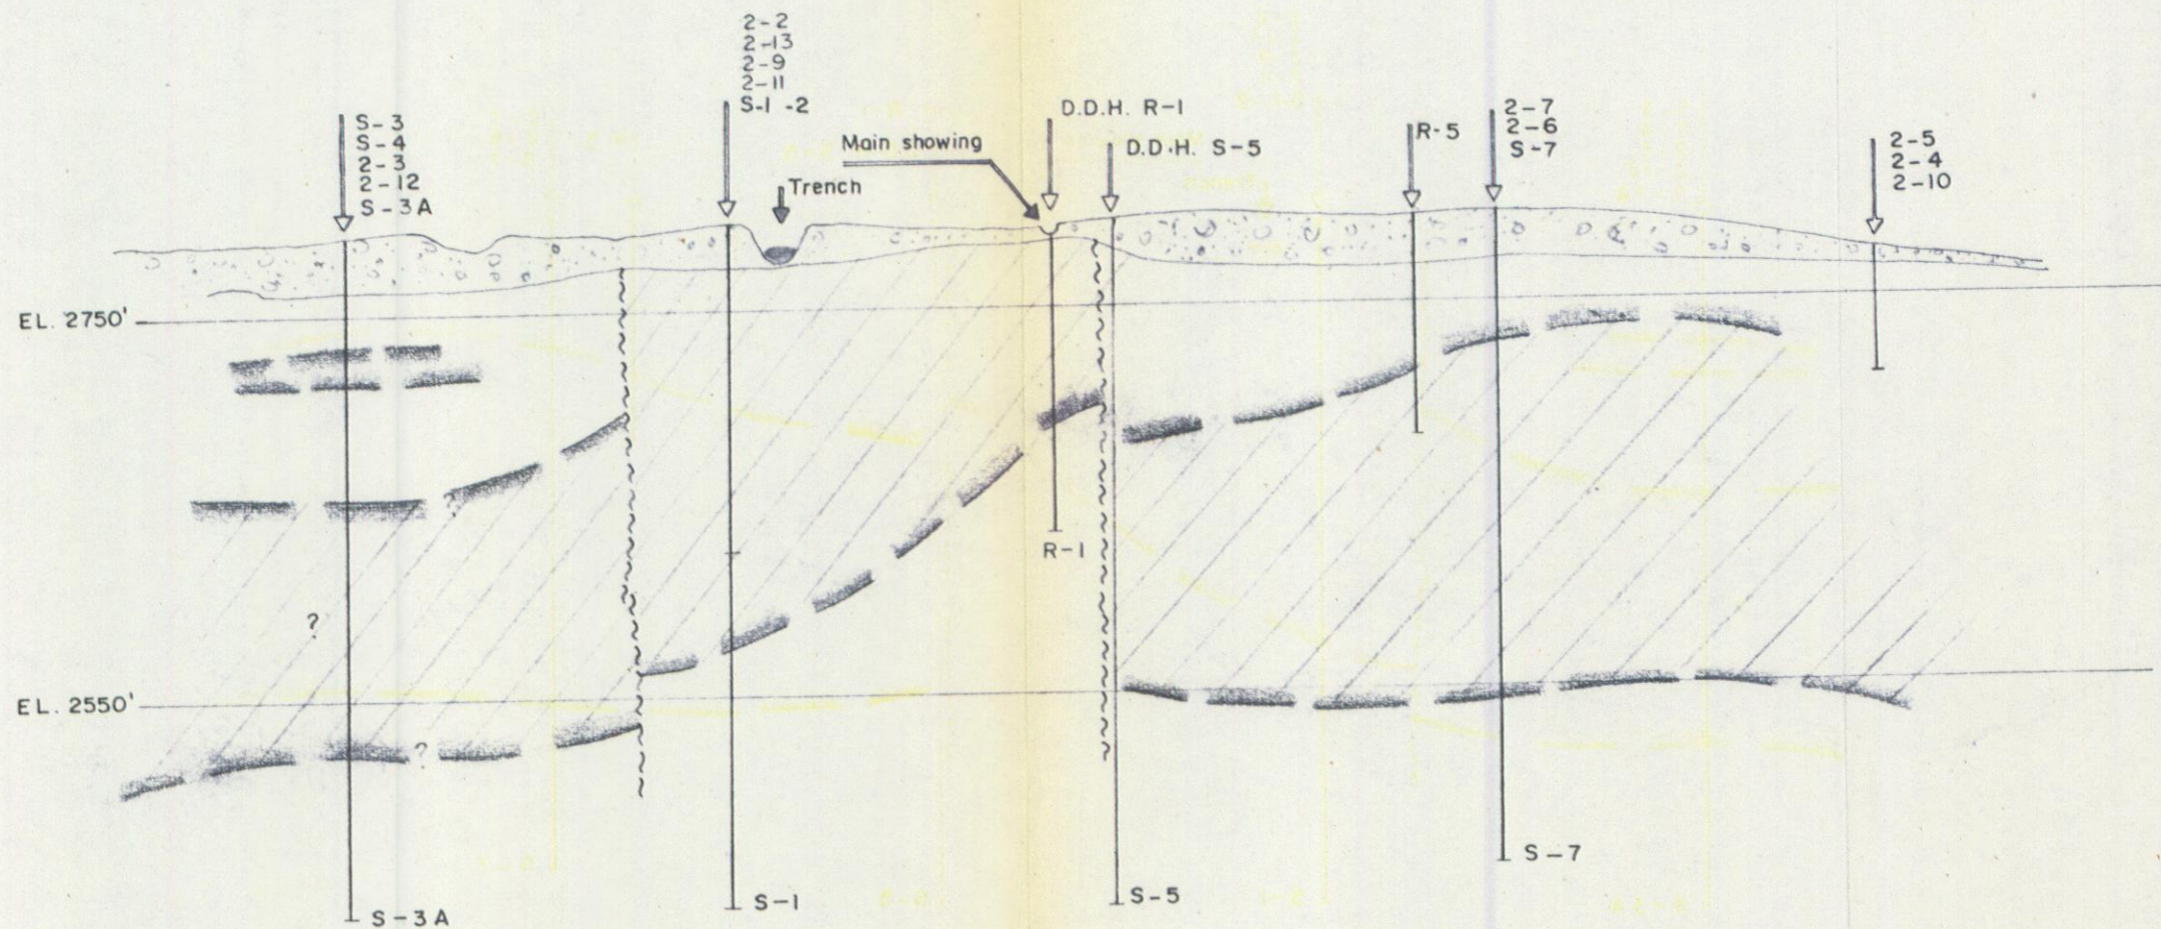 2-2
2-13
2-9
2-11
S-1 -2
S-3
S-4
2-3
2-12
S-3A
Main showing
Trench
D.D.H. R-1
D.D.H. S-5
R-5
2-7
2-6
S-7
2-5
2-4
2-10
EL. 2750'
R-1
?
EL. 2550'
?
S-3A
S-1
S-5
S-7